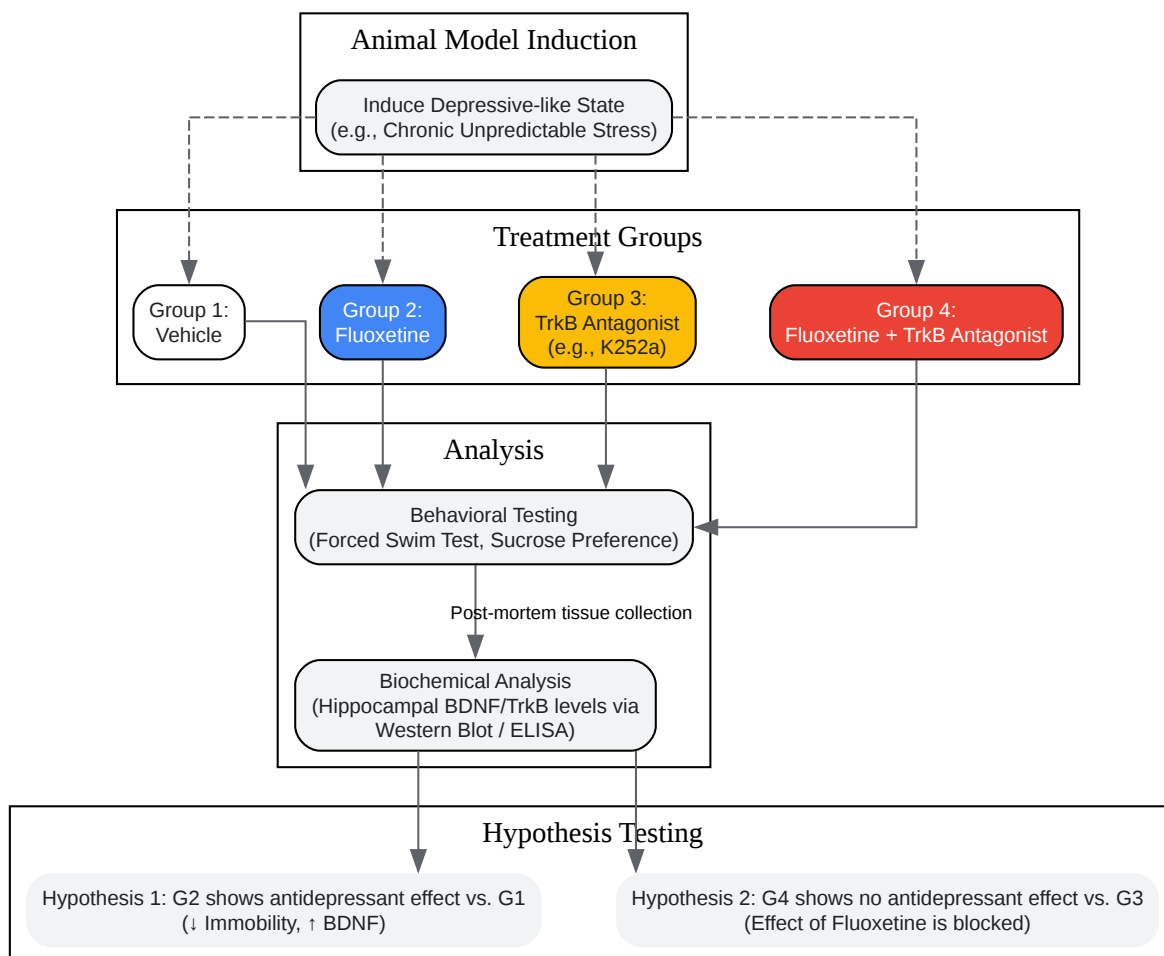 Animal Model Induction
Induce Depressive-like State
(e.g., Chronic Unpredictable Stress)
Treatment Groups
Group 1:
Vehicle
Group 2:
Fluoxetine
Group 3:
TrkB Antagonist
(e.g., K252a)
Group 4:
Fluoxetine + TrkB Antagonist
Analysis
Behavioral Testing
(Forced Swim Test, Sucrose Preference)
Post-mortem tissue collection
Biochemical Analysis
(Hippocampal BDNF/TrkB levels via
Western Blot / ELISA)
Hypothesis Testing
Hypothesis 1: G2 shows antidepressant effect vs. G1
(↓ Immobility, ↑ BDNF)
Hypothesis 2: G4 shows no antidepressant effect vs. G3
(Effect of Fluoxetine is blocked)